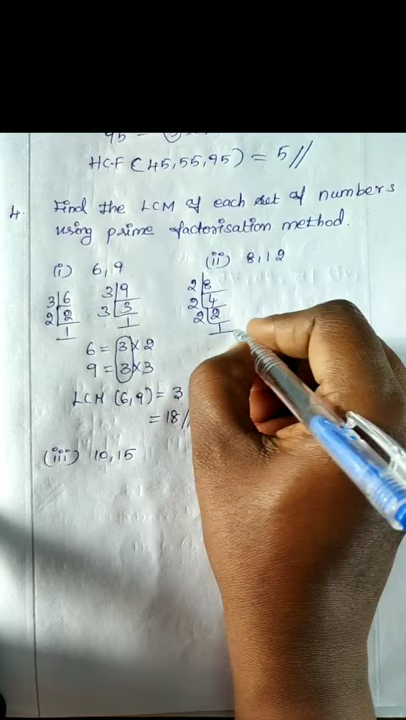 HCF (45,55,95) = 5//
4. Find the LCM of each set of numbers
using prime factorisation method.
(i) 6,9 (ii) 8,12
3 6 3 9 2 8
2 2 3 3 2 4
1 1 2 2
1
6 = 3 × 2
9 = 3 × 3
LCM (6,9) = 3
= 18/
(iii) 10,15